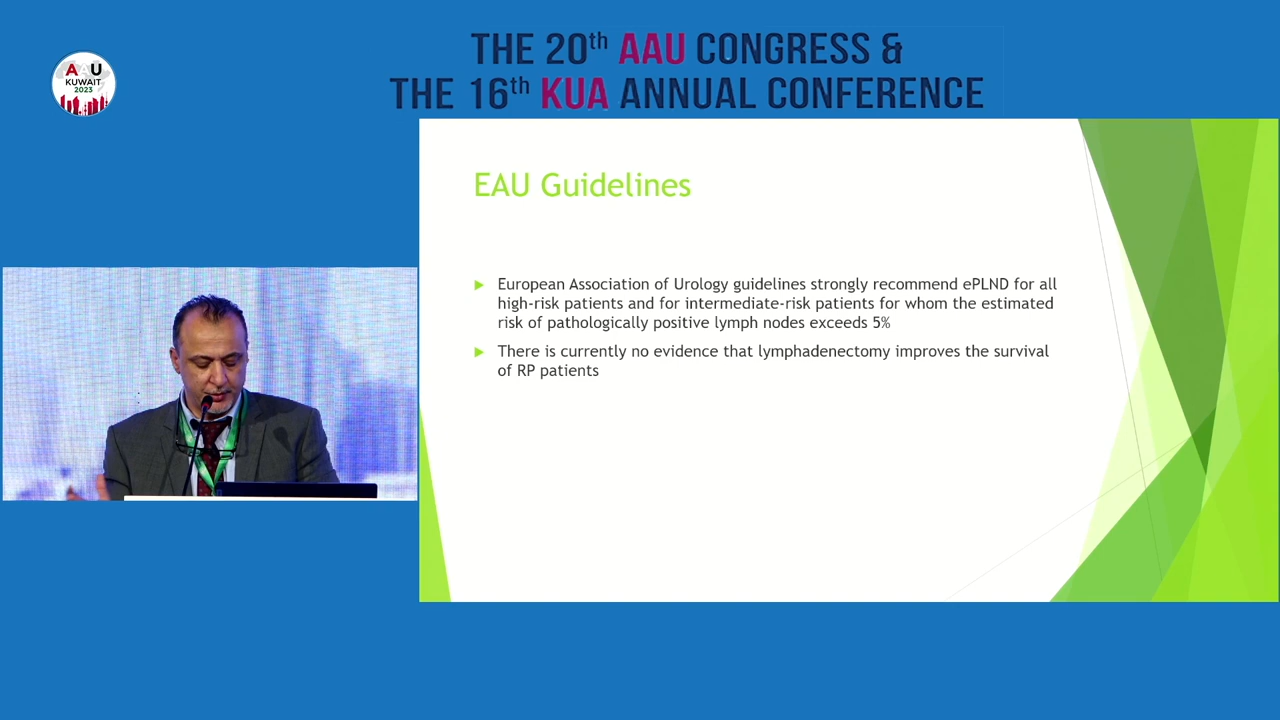 THE 20th AAU CONGRESS &
THE 16th KUA ANNUAL CONFERENCE
AAU
KUWAIT
2023
EAU Guidelines
European Association of Urology guidelines strongly recommend ePLND for all
high-risk patients and for intermediate-risk patients for whom the estimated
risk of pathologically positive lymph nodes exceeds 5%
There is currently no evidence that lymphadenectomy improves the survival
of RP patients